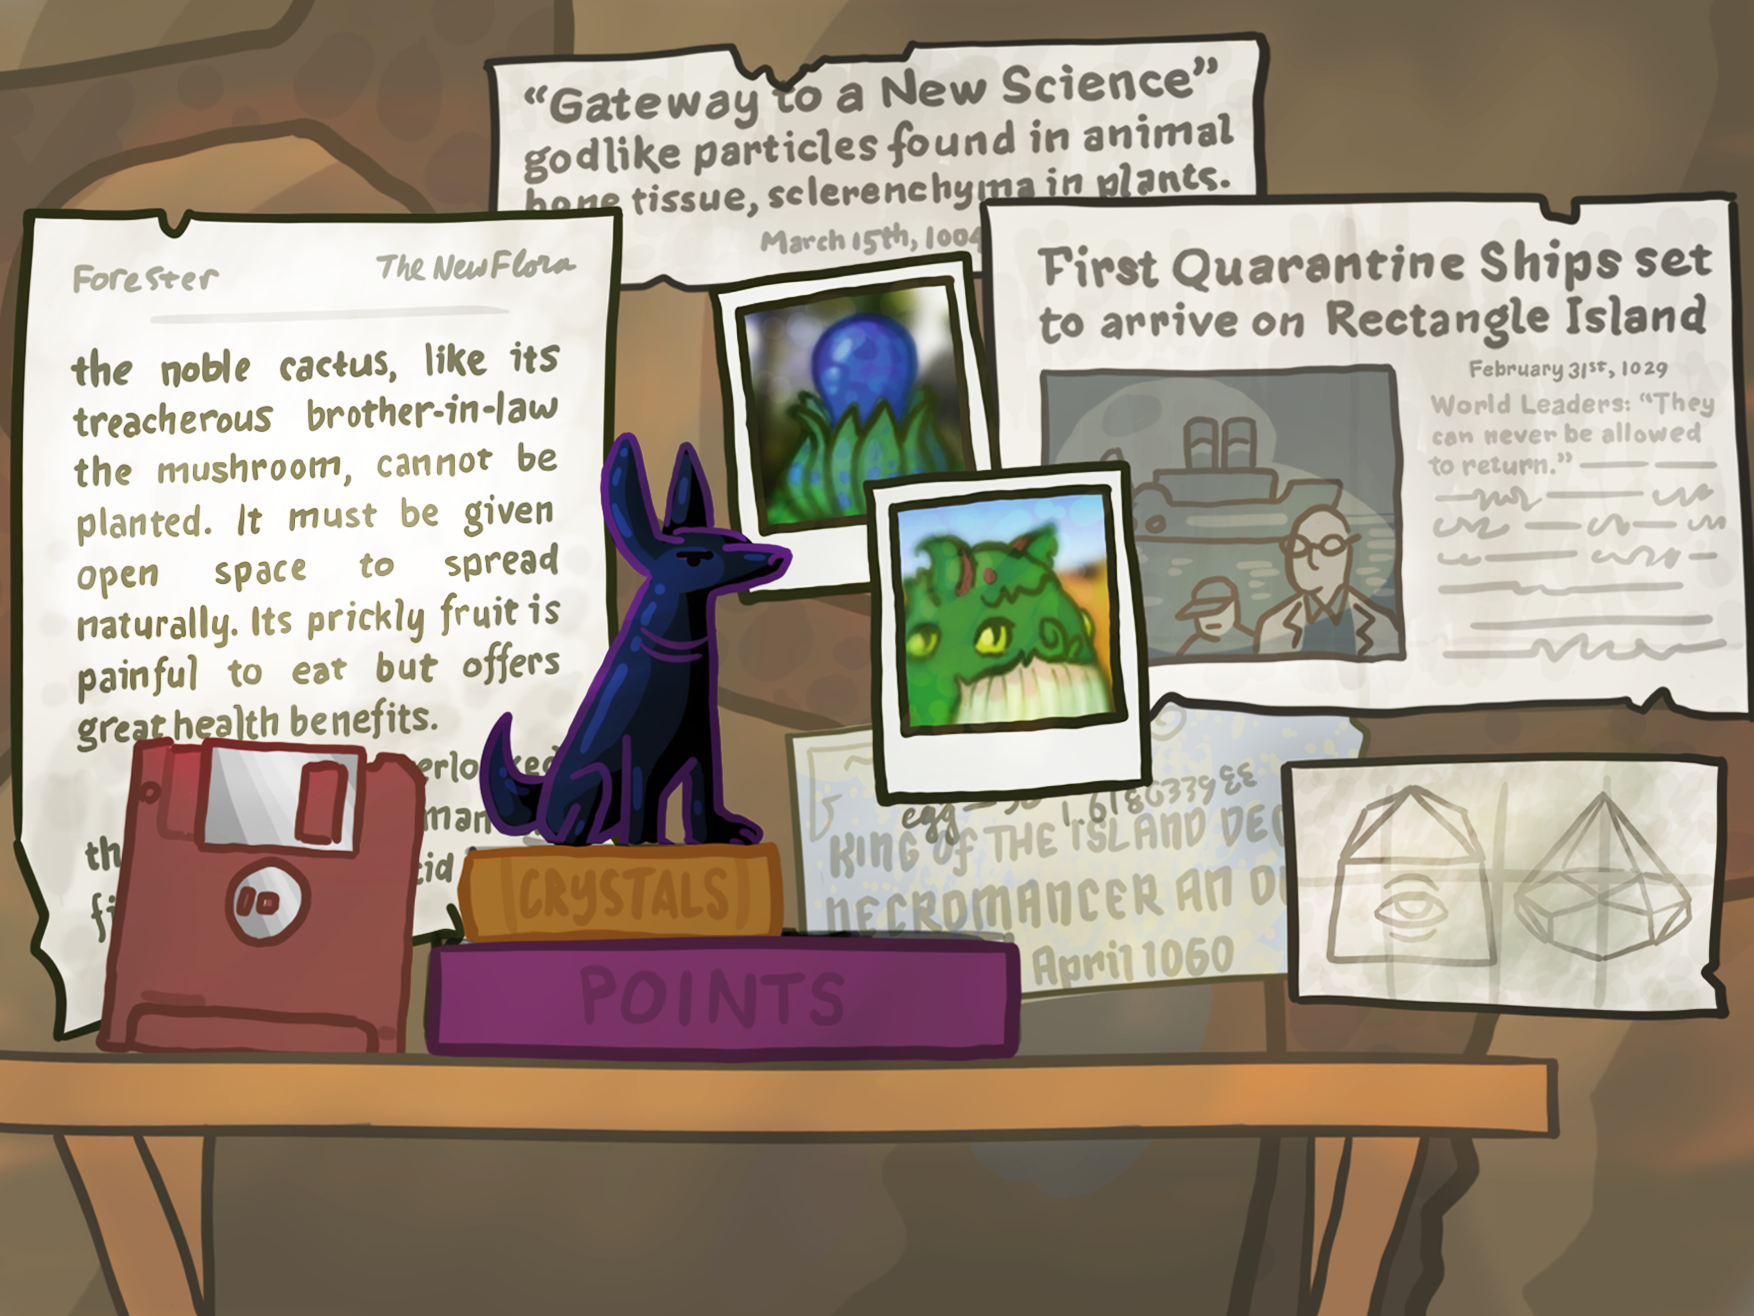 “Gateway to a New Science”
godlike particles found in animal
bone tissue, sclerenchyma in plants.
March 15th, 1004
Forester The New Flora
the noble cactus, like its
treacherous brother-in-law
the mushroom, cannot be
planted. It must be given
open space to spread
naturally. Its prickly fruit is
painful to eat but offers
great health benefits.
First Quarantine Ships set
to arrive on Rectangle Island
February 31st, 1029
World Leaders: “They
can never be allowed
to return.”
egg
KING OF THE ISLAND
NECROMANCER AN
April 1060
CRYSTALS
POINTS